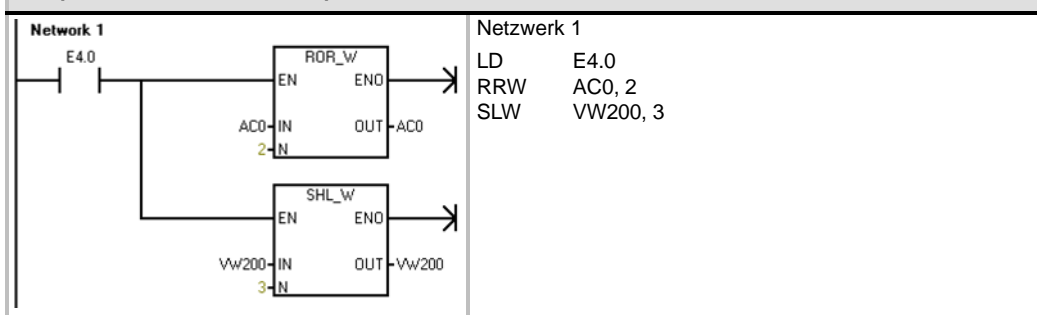 Network 1
E4.0
ROR_W
EN ENO
AC0 IN OUT AC0
2 N
SHL_W
EN ENO
VW200 IN OUT VW200
3 N
Netzwerk 1
LD E4.0
RRW AC0, 2
SLW VW200, 3